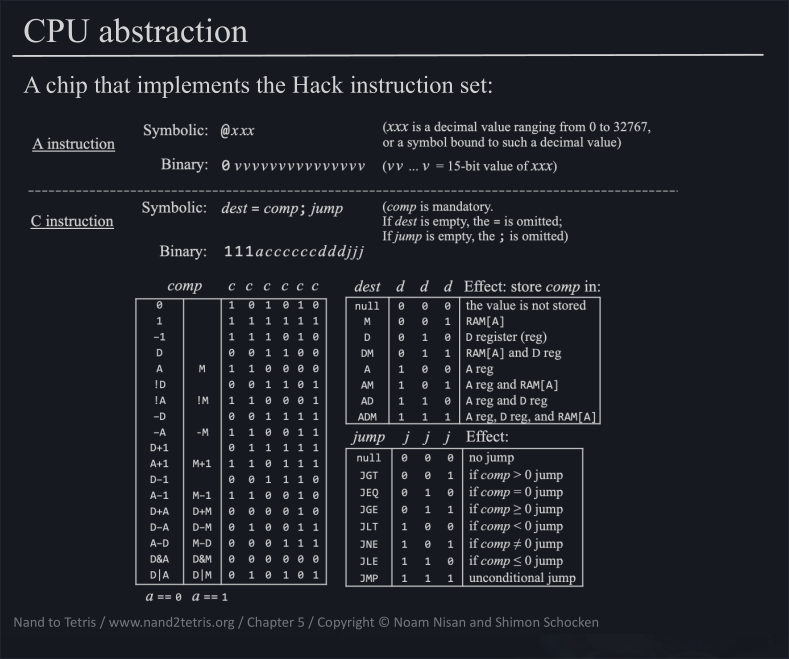 CPU abstraction
A chip that implements the Hack instruction set:
A instruction
Symbolic: @xxx (xxx is a decimal value ranging from 0 to 32767,
or a symbol bound to such a decimal value)
Binary: 0 v v v v v v v v v v v v v v v (v v ... v = 15-bit value of xxx)
C instruction
Symbolic: dest = comp ; jump (comp is mandatory.
If dest is empty, the = is omitted;
If jump is empty, the ; is omitted)
Binary: 111accccccdddjjj
comp c c c c c c
0 1 0 1 0 1 0
1 1 1 1 1 1 1
-1 1 1 1 0 1 0
D 0 0 1 1 0 0
A M 1 1 0 0 0 0
!D 0 0 1 1 0 1
!A !M 1 1 0 0 0 1
-D 0 0 1 1 1 1
-A -M 1 1 0 0 1 1
D+1 0 1 1 1 1 1
A+1 M+1 1 1 0 1 1 1
D-1 0 0 1 1 1 0
A-1 M-1 1 1 0 0 1 0
D+A D+M 0 0 0 0 1 0
D-A D-M 0 1 0 0 1 1
A-D M-D 0 0 0 1 1 1
D&A D&M 0 0 0 0 0 0
D|A D|M 0 1 0 1 0 1
a == 0 a == 1
dest d d d Effect: store comp in:
null 0 0 0 the value is not stored
M 0 0 1 RAM[A]
D 0 1 0 D register (reg)
DM 0 1 1 RAM[A] and D reg
A 1 0 0 A reg
AM 1 0 1 A reg and RAM[A]
AD 1 1 0 A reg and D reg
ADM 1 1 1 A reg, D reg, and RAM[A]
jump j j j Effect:
null 0 0 0 no jump
JGT 0 0 1 if comp > 0 jump
JEQ 0 1 0 if comp = 0 jump
JGE 0 1 1 if comp ≥ 0 jump
JLT 1 0 0 if comp < 0 jump
JNE 1 0 1 if comp ≠ 0 jump
JLE 1 1 0 if comp ≤ 0 jump
JMP 1 1 1 unconditional jump
Nand to Tetris / www.nand2tetris.org / Chapter 5 / Copyright © Noam Nisan and Shimon Schocken